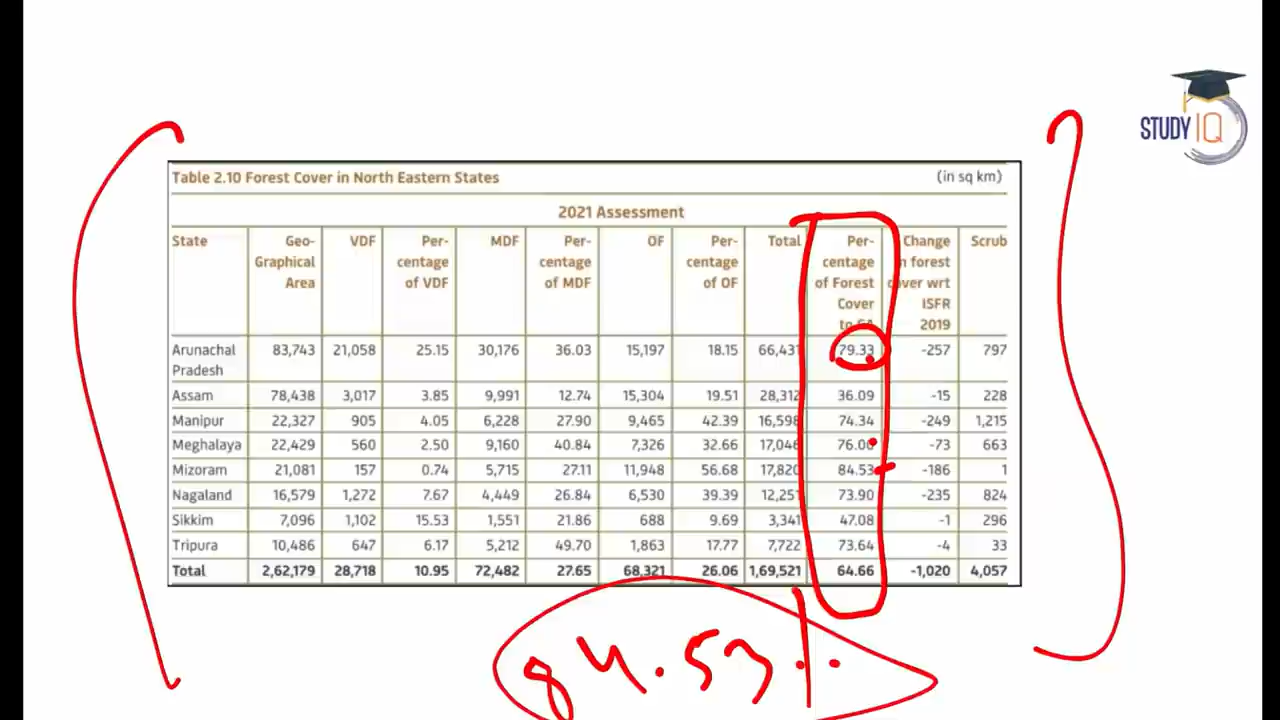 STUDY IQ
Table 2.10 Forest Cover in North Eastern States (in sq km)
2021 Assessment
State Geo- VDF Per- MDF Per- OF Per- Total Per- Change Scrub
Graphical centage centage centage centage n forest
Area of VDF of MDF of OF of Forest over wrt
Cover ISFR
to GA 2019
Arunachal 83,743 21,058 25.15 30,176 36.03 15,197 18.15 66,431 79.33 -257 797
Pradesh
Assam 78,438 3,017 3.85 9,991 12.74 15,304 19.51 28,312 36.09 -15 228
Manipur 22,327 905 4.05 6,228 27.90 9,465 42.39 16,598 74.34 -249 1,215
Meghalaya 22,429 560 2.50 9,160 40.84 7,326 32.66 17,046 76.00 -73 663
Mizoram 21,081 157 0.74 5,715 27.11 11,948 56.68 17,820 84.53 -186 1
Nagaland 16,579 1,272 7.67 4,449 26.84 6,530 39.39 12,251 73.90 -235 824
Sikkim 7,096 1,102 15.53 1,551 21.86 688 9.69 3,341 47.08 -1 296
Tripura 10,486 647 6.17 5,212 49.70 1,863 17.77 7,722 73.64 -4 33
Total 2,62,179 28,718 10.95 72,482 27.65 68,321 26.06 1,69,521 64.66 -1,020 4,057
84.53%